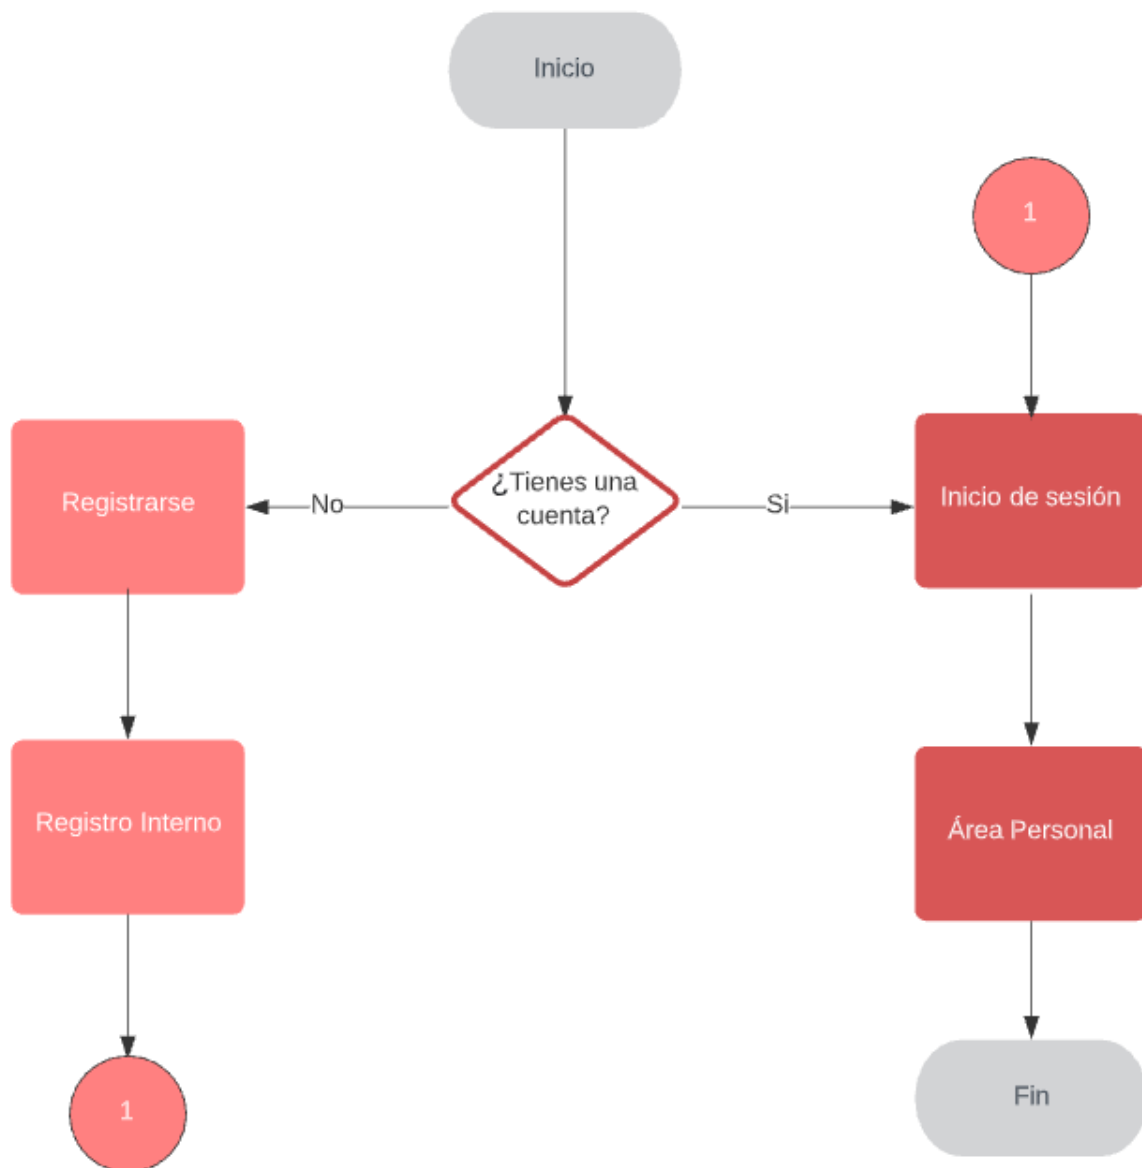 Inicio
1
¿Tienes una
cuenta?
No
Si
Registrarse
Inicio de sesión
Registro Interno
Área Personal
1
Fin